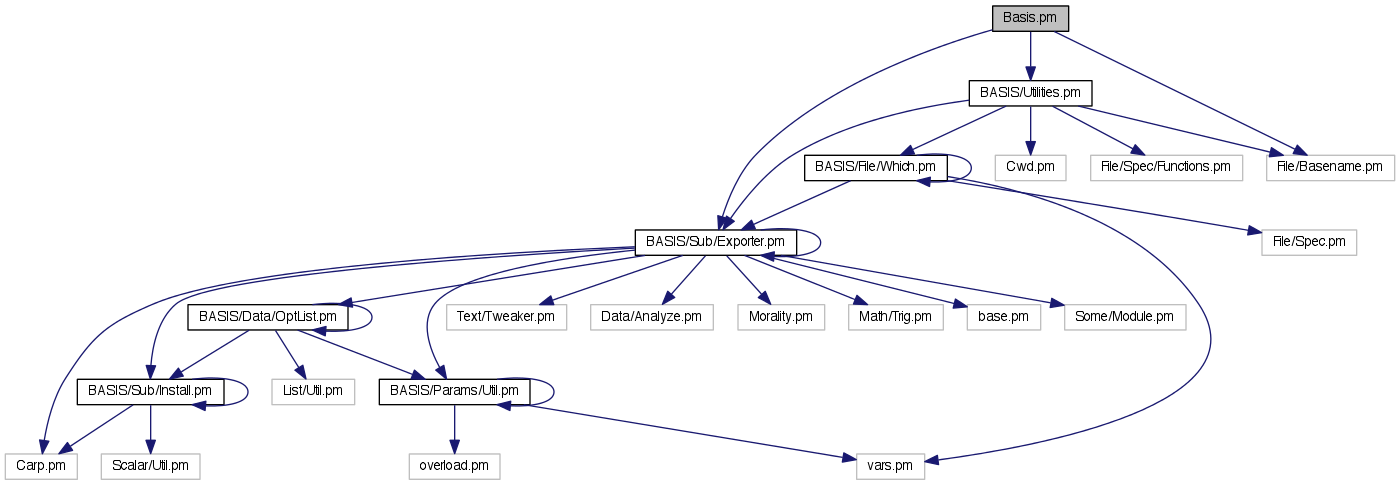 Basis.pm
BASIS/Utilities.pm
BASIS/File/Which.pm
Cwd.pm
File/Spec/Functions.pm
File/Basename.pm
BASIS/Sub/Exporter.pm
File/Spec.pm
BASIS/Data/OptList.pm
Text/Tweaker.pm
Data/Analyze.pm
Morality.pm
Math/Trig.pm
base.pm
Some/Module.pm
BASIS/Sub/Install.pm
List/Util.pm
BASIS/Params/Util.pm
Carp.pm
Scalar/Util.pm
overload.pm
vars.pm